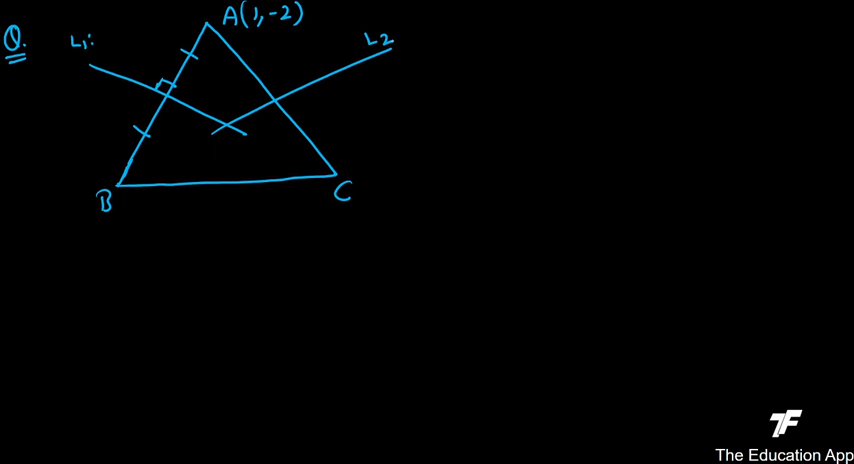 Q.
A(1,-2)
L1:
L2
B
C
The Education App